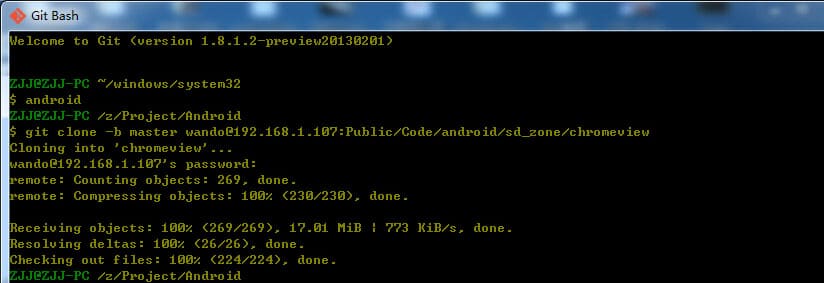 Git Bash
Welcome to Git (version 1.8.1.2-preview20130201)
ZJJ@ZJJ-PC ~/windows/system32
$ android
ZJJ@ZJJ-PC /z/Project/Android
$ git clone -b master wando@192.168.1.107:Public/Code/android/sd_zone/chromeview
Cloning into 'chromeview'...
wando@192.168.1.107's password:
remote: Counting objects: 269, done.
remote: Compressing objects: 100% (230/230), done.
Receiving objects: 100% (269/269), 17.01 MiB | 773 KiB/s, done.
Resolving deltas: 100% (26/26), done.
Checking out files: 100% (224/224), done.
ZJJ@ZJJ-PC /z/Project/Android